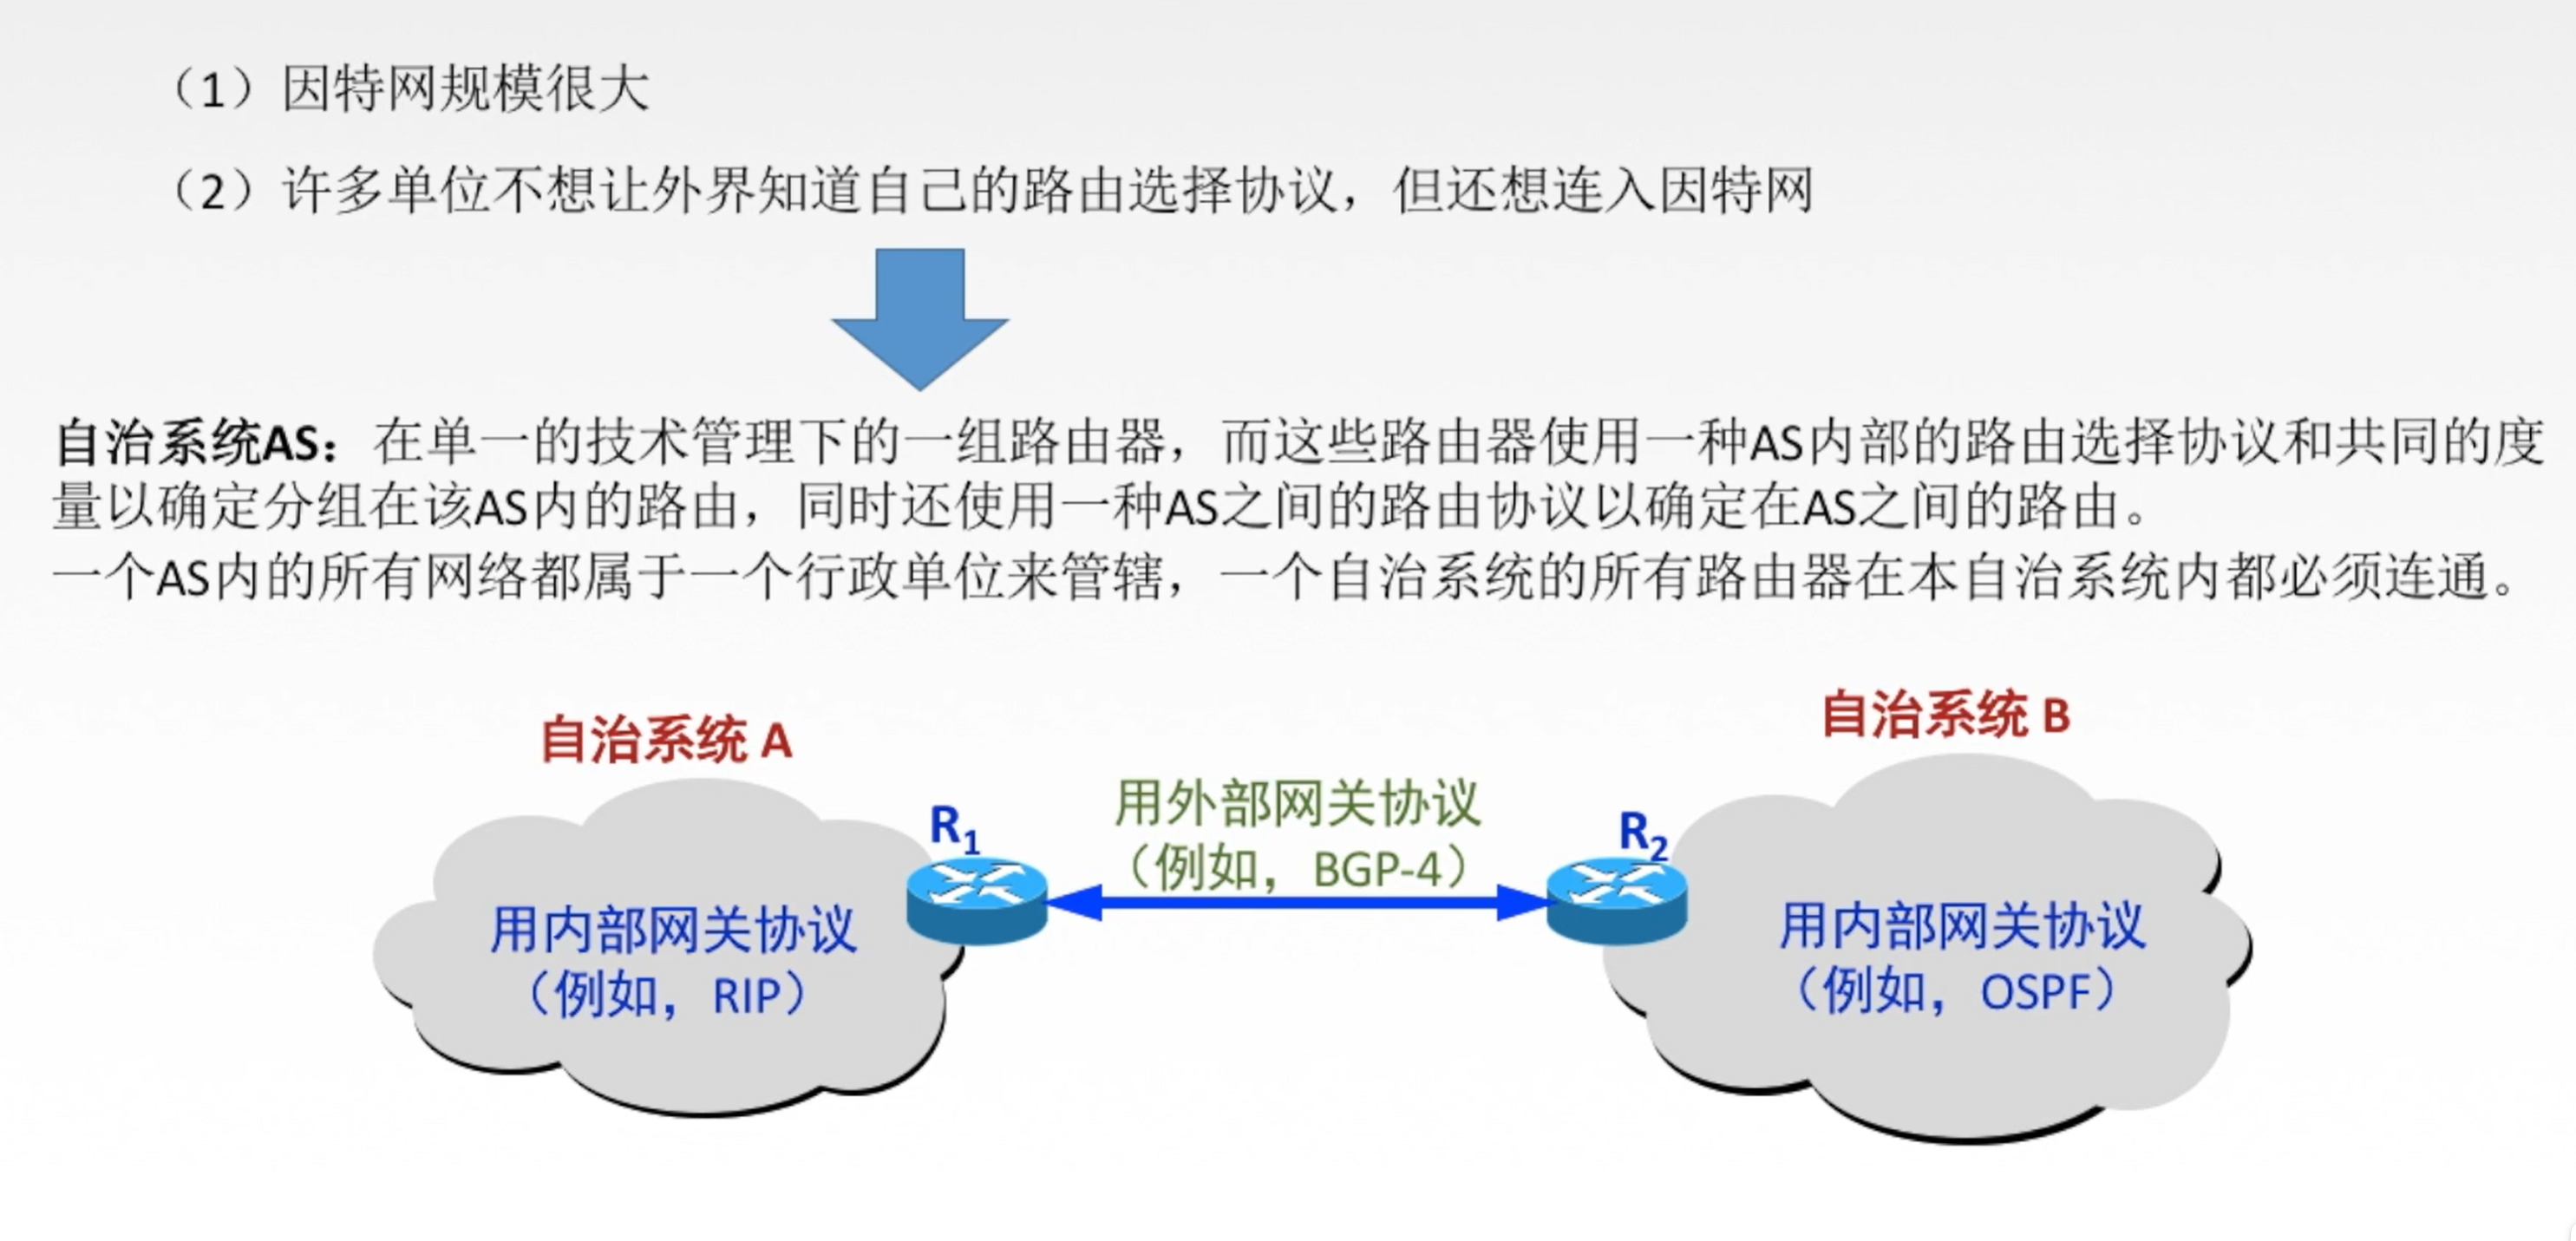 （1）因特网规模很大
（2）许多单位不想让外界知道自己的路由选择协议，但还想连入因特网
自治系统AS：在单一的技术管理下的一组路由器，而这些路由器使用一种AS内部的路由选择协议和共同的度
量以确定分组在该AS内的路由，同时还使用一种AS之间的路由协议以确定在AS之间的路由。
一个AS内的所有网络都属于一个行政单位来管辖，一个自治系统的所有路由器在本自治系统内都必须连通。
自治系统 A
自治系统 B
R1
用外部网关协议
（例如，BGP-4）
R2
用内部网关协议
（例如，RIP）
用内部网关协议
（例如，OSPF）